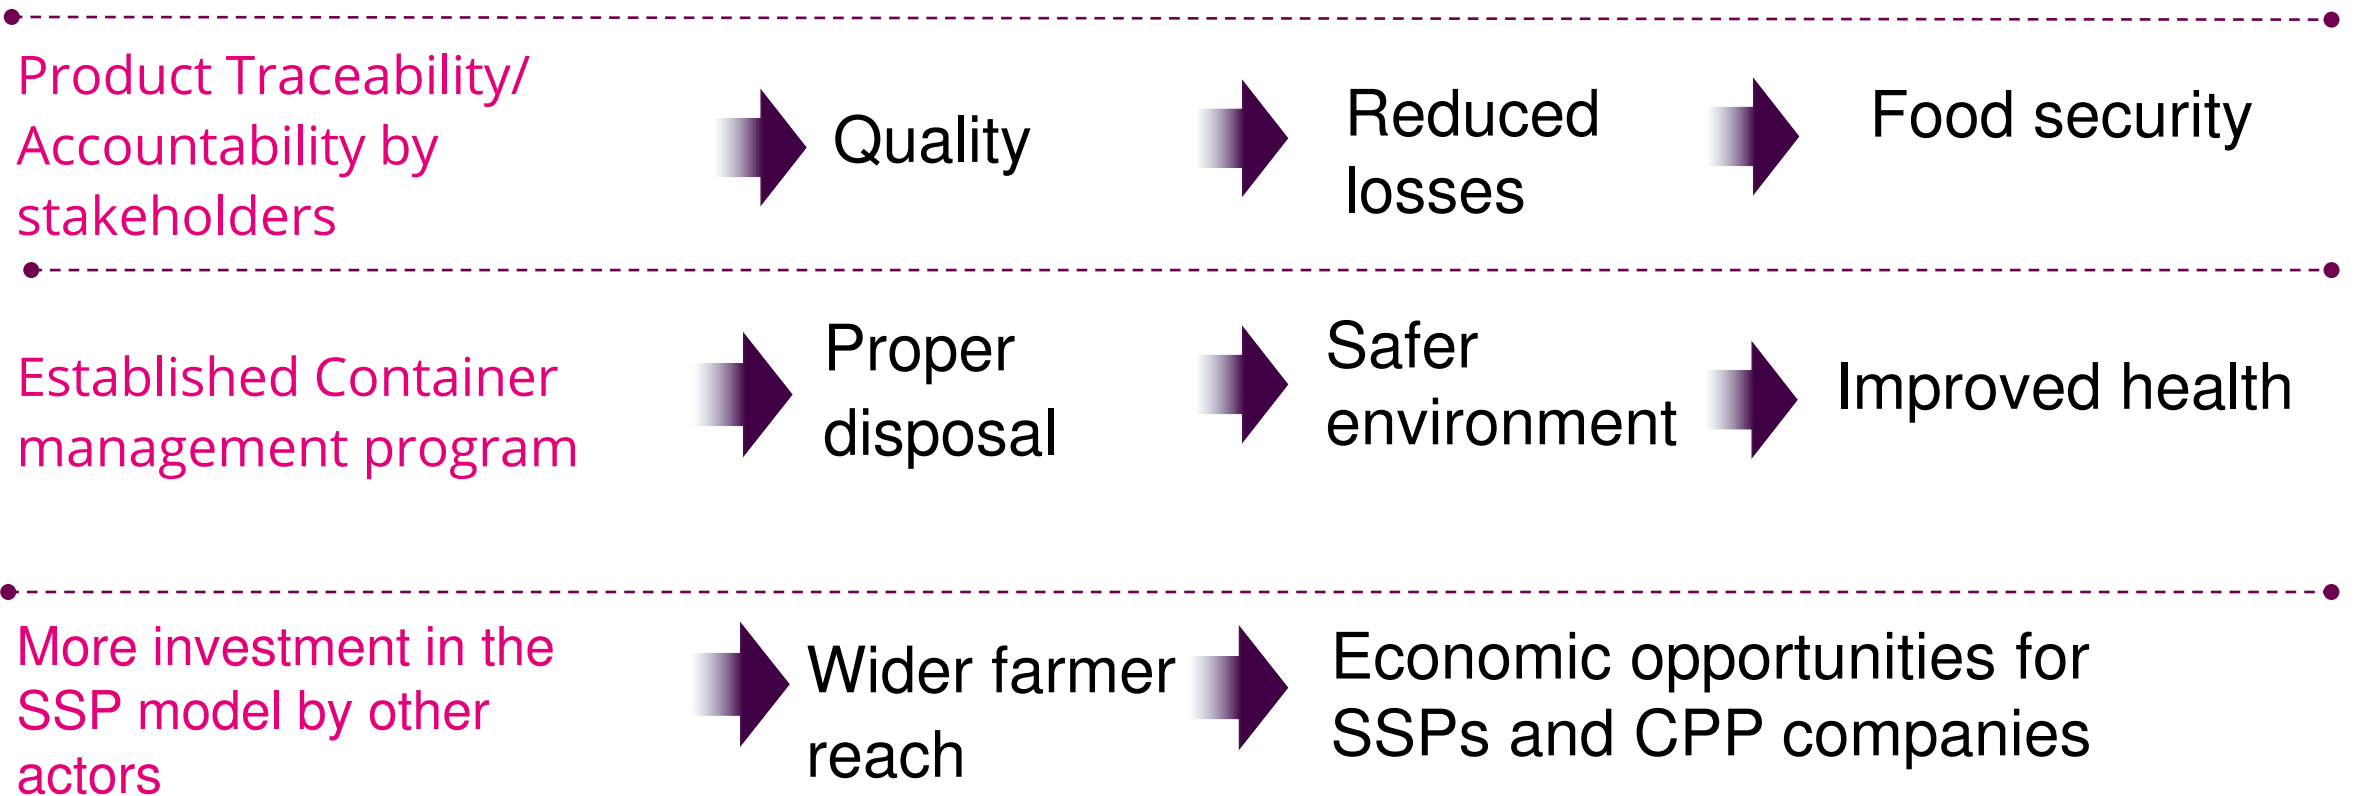 Product Traceability/
Accountability by
stakeholders
Quality
Reduced
losses
Food security
Established Container
management program
Proper
disposal
Safer
environment
Improved health
More investment in the
SSP model by other
actors
Wider farmer
reach
Economic opportunities for
SSPs and CPP companies